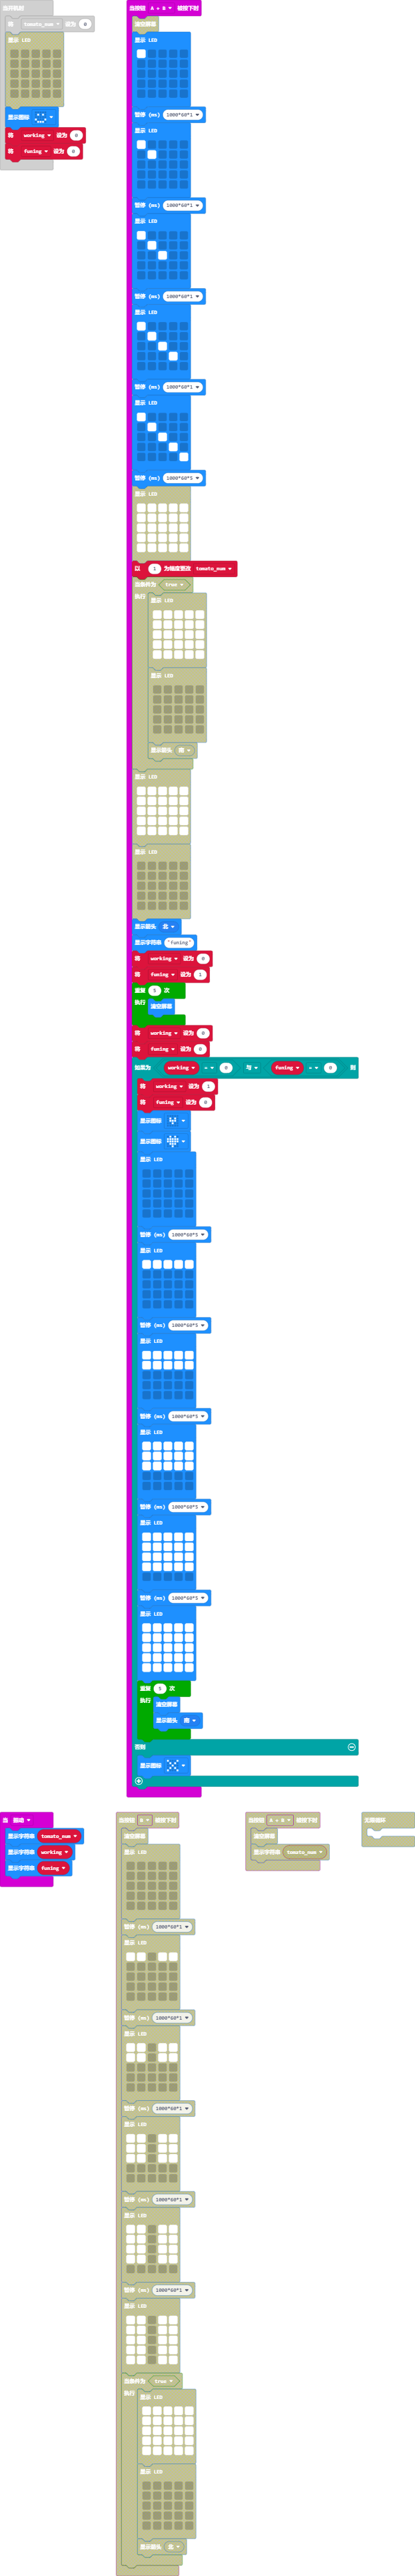 当开机时
将 tomato_num 设为 0
显示 LED
显示图标
将 working 设为 0
将 funing 设为 0
当按钮 A + B 被按下时
清空屏幕
显示 LED
暂停 (ms) 1000*60*1
显示 LED
暂停 (ms) 1000*60*1
显示 LED
暂停 (ms) 1000*60*1
显示 LED
暂停 (ms) 1000*60*1
显示 LED
暂停 (ms) 1000*60*5
显示 LED
以 1 为幅度更改 tomato_num
当条件为 true
执行
显示 LED
显示 LED
显示箭头
显示 LED
显示 LED
显示箭头 北
显示字符串 "funing"
将 working 设为 0
将 funing 设为 1
重复 5 次
执行 清空屏幕
将 working 设为 0
将 funing 设为 0
如果为 working = 0 与 funing = 0 则
将 working 设为 1
将 funing 设为 0
显示图标
显示图标
显示 LED
暂停 (ms) 1000*60*5
显示 LED
暂停 (ms) 1000*60*5
显示 LED
暂停 (ms) 1000*60*5
显示 LED
暂停 (ms) 1000*60*5
显示 LED
暂停 (ms) 1000*60*5
显示 LED
重复 5 次
执行 清空屏幕
显示箭头 南
否则
显示图标
当 振动
显示字符串 tomato_num
显示字符串 working
显示字符串 funing
当按钮 B 被按下时
清空屏幕
显示 LED
暂停 (ms) 1000*60*1
显示 LED
暂停 (ms) 1000*60*1
显示 LED
暂停 (ms) 1000*60*1
显示 LED
暂停 (ms) 1000*60*1
显示 LED
暂停 (ms) 1000*60*1
显示 LED
当条件为 true
执行
显示 LED
显示 LED
显示箭头 北
当按钮 A + B 被按下时
清空屏幕
显示字符串 tomato_num
无限循环